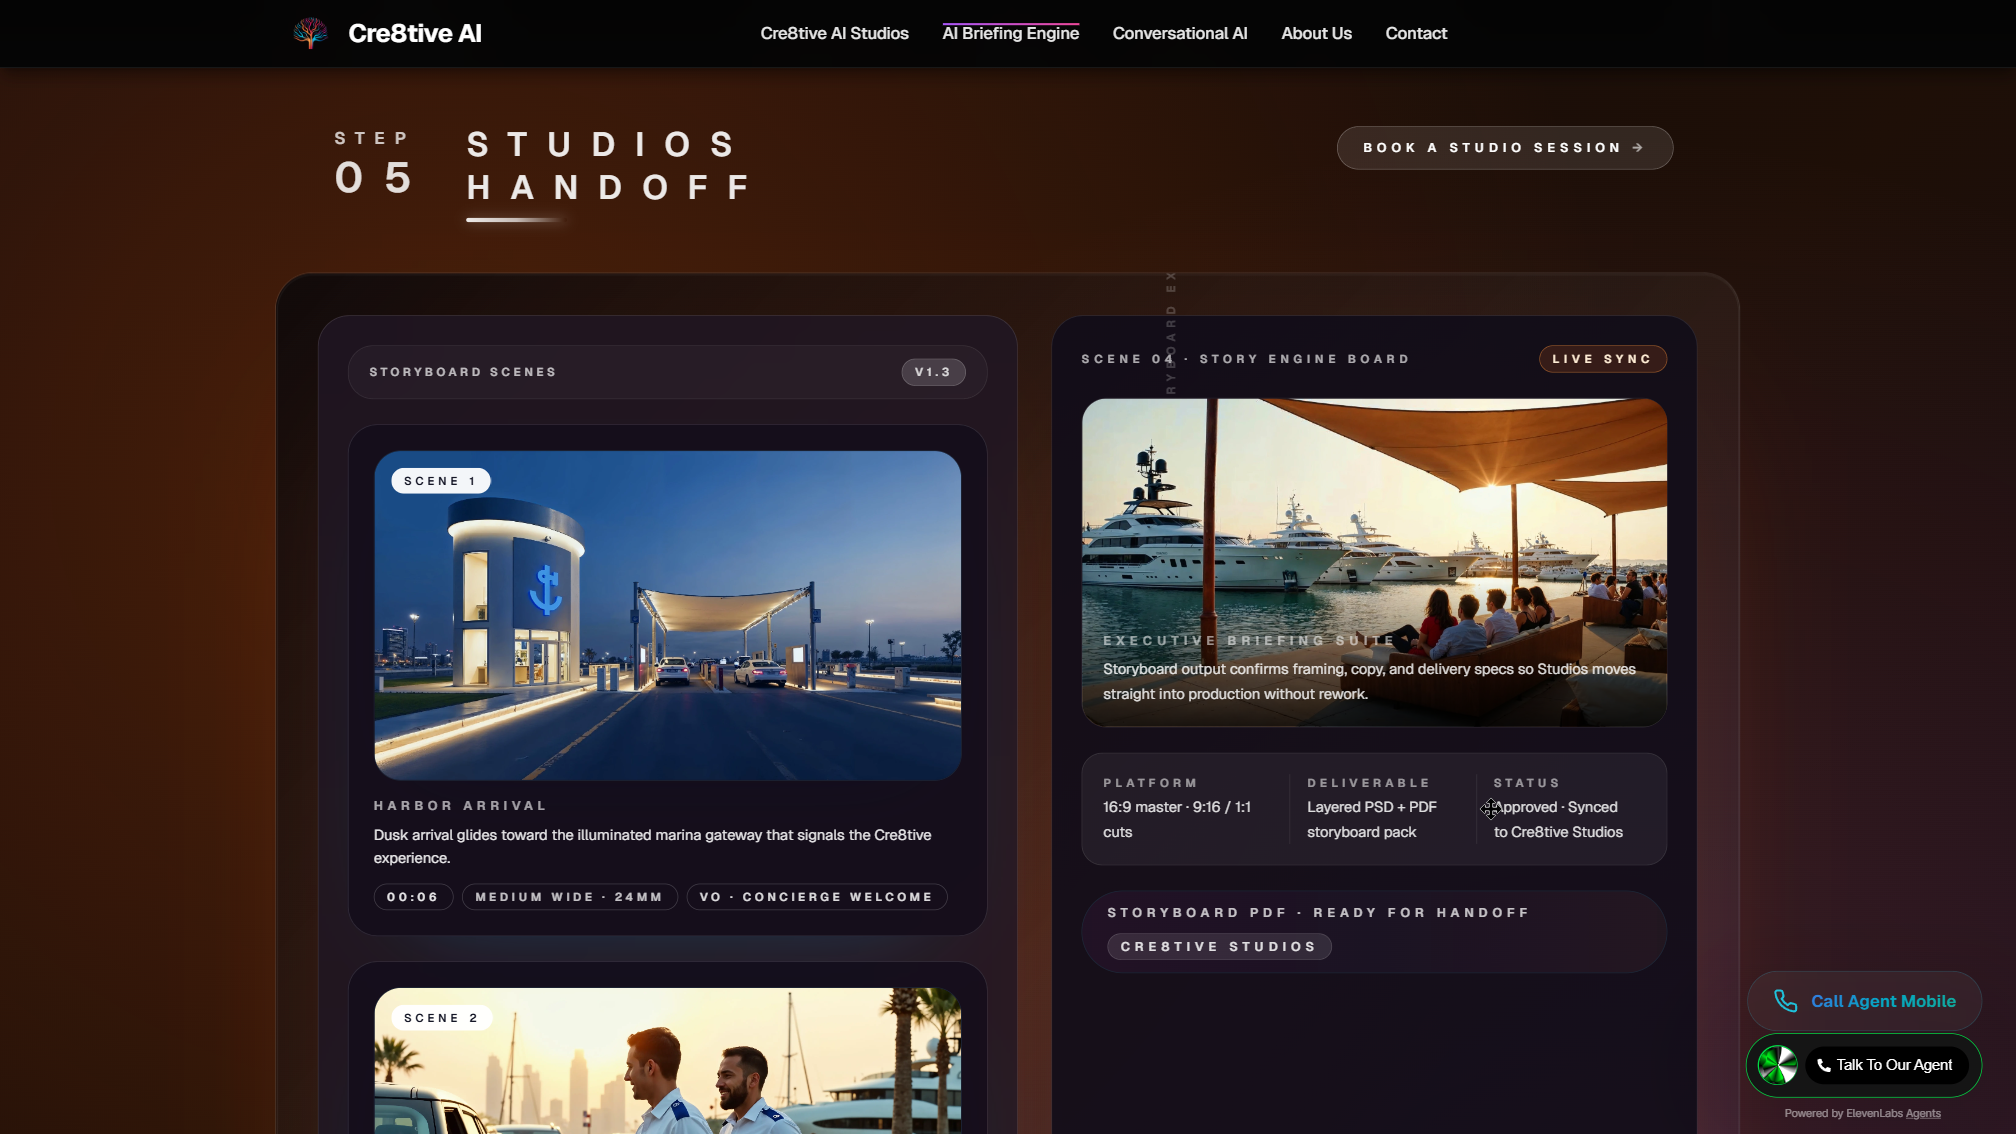 Cre8tive AI
Cre8tive AI Studios
AI Briefing Engine
Conversational AI
About Us
Contact
STEP
05
STUDIOS
HANDOFF
BOOK A STUDIO SESSION →
STORYBOARD SCENES
V1.3
SCENE 1
HARBOR ARRIVAL
Dusk arrival glides toward the illuminated marina gateway that signals the Cre8tive
experience.
00:06
MEDIUM WIDE · 24MM
VO · CONCIERGE WELCOME
SCENE 2
RYBOARD EX
SCENE 04 · STORY ENGINE BOARD
LIVE SYNC
EXECUTIVE BRIEFING SUITE
Storyboard output confirms framing, copy, and delivery specs so Studios moves
straight into production without rework.
PLATFORM
16:9 master · 9:16 / 1:1
cuts
DELIVERABLE
Layered PSD + PDF
storyboard pack
STATUS
Approved · Synced
to Cre8tive Studios
STORYBOARD PDF · READY FOR HANDOFF
CRE8TIVE STUDIOS
Call Agent Mobile
Talk To Our Agent
Powered by ElevenLabs Agents